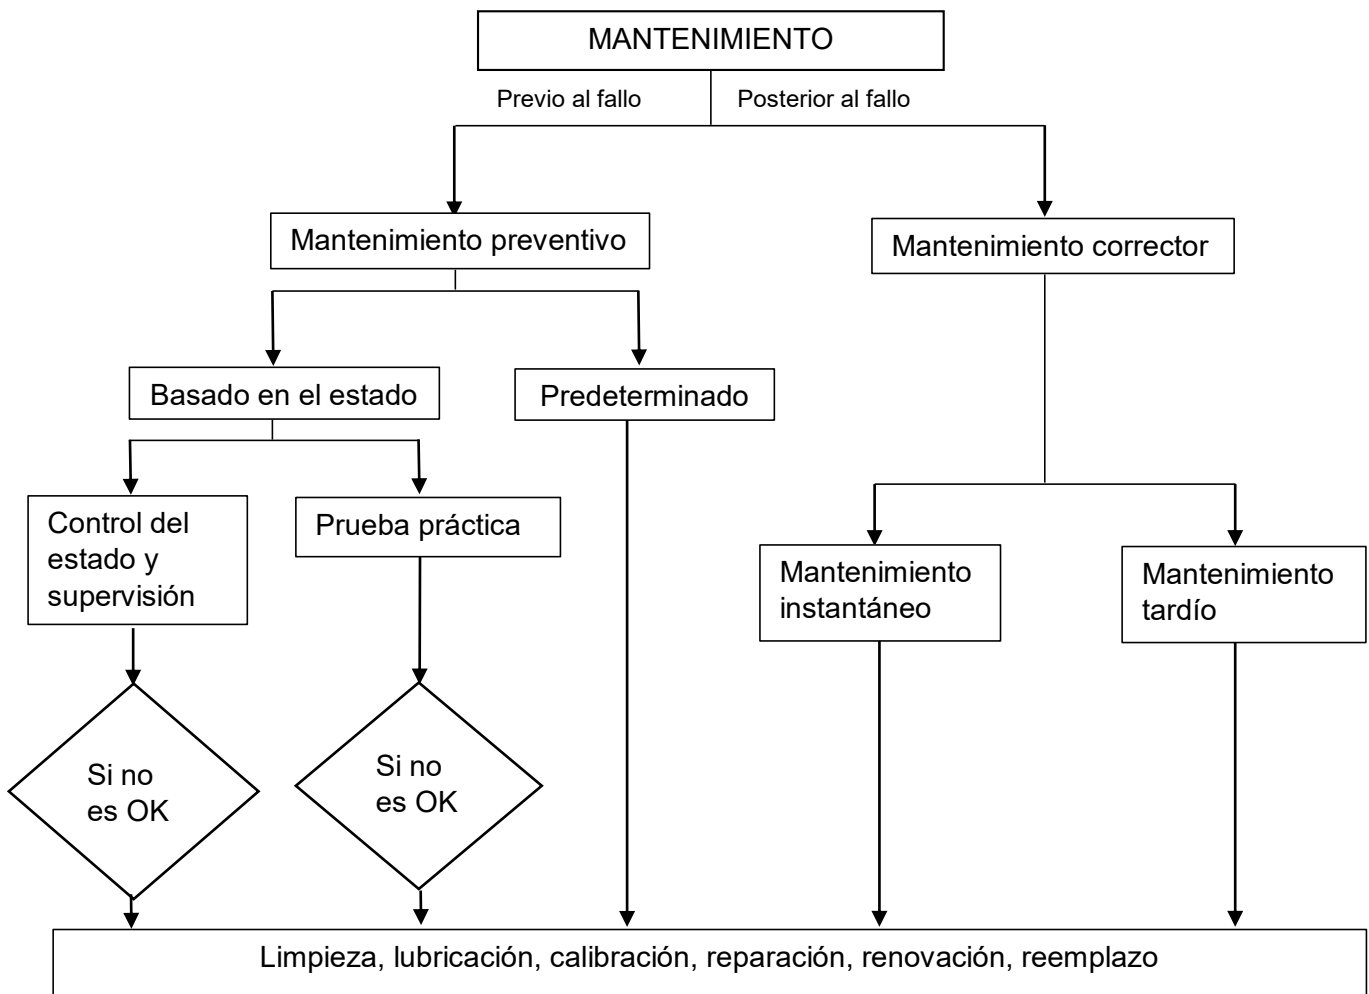 MANTENIMIENTO
Previo al fallo
Posterior al fallo
Mantenimiento preventivo
Mantenimiento corrector
Basado en el estado
Predeterminado
Control del
estado y
supervisión
Prueba práctica
Mantenimiento
instantáneo
Mantenimiento
tardío
Si no
es OK
Si no
es OK
Limpieza, lubricación, calibración, reparación, renovación, reemplazo